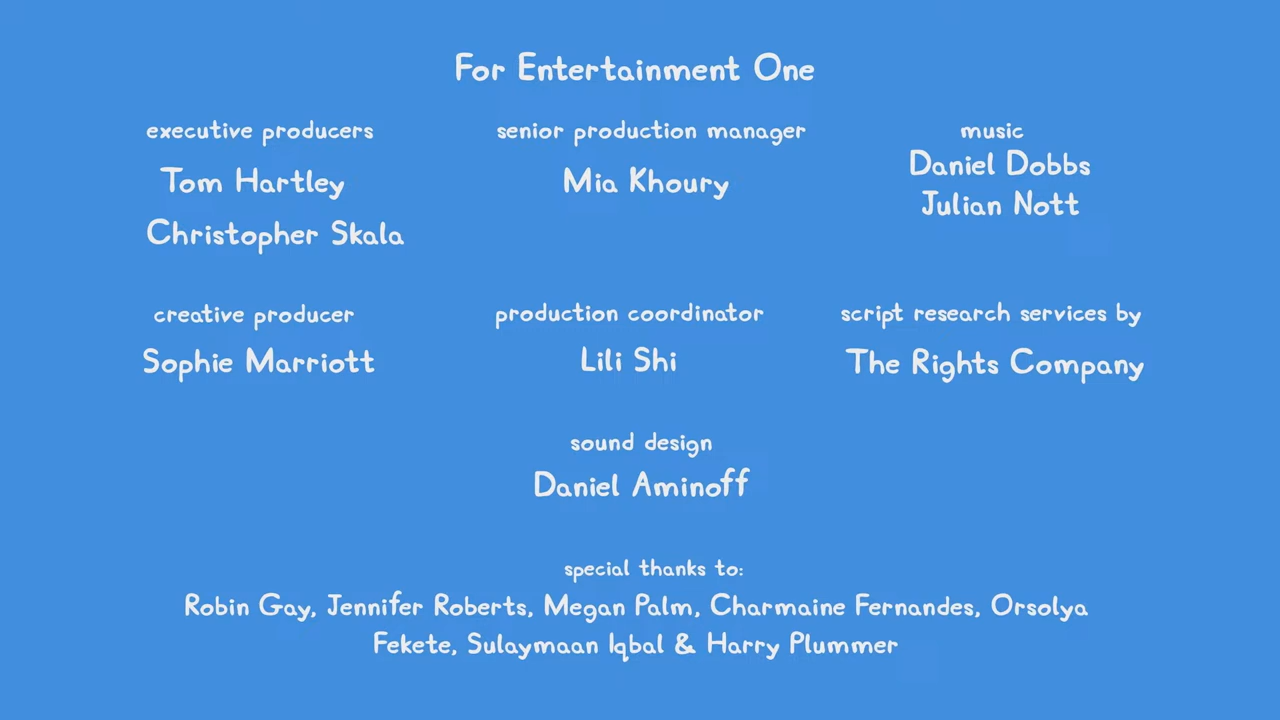 For Entertainment One
executive producers
Tom Hartley
Christopher Skala
senior production manager
Mia Khoury
music
Daniel Dobbs
Julian Nott
creative producer
Sophie Marriott
production coordinator
Lili Shi
script research services by
The Rights Company
sound design
Daniel Aminoff
special thanks to:
Robin Gay, Jennifer Roberts, Megan Palm, Charmaine Fernandes, Orsolya
Fekete, Sulaymaan Iqbal & Harry Plummer